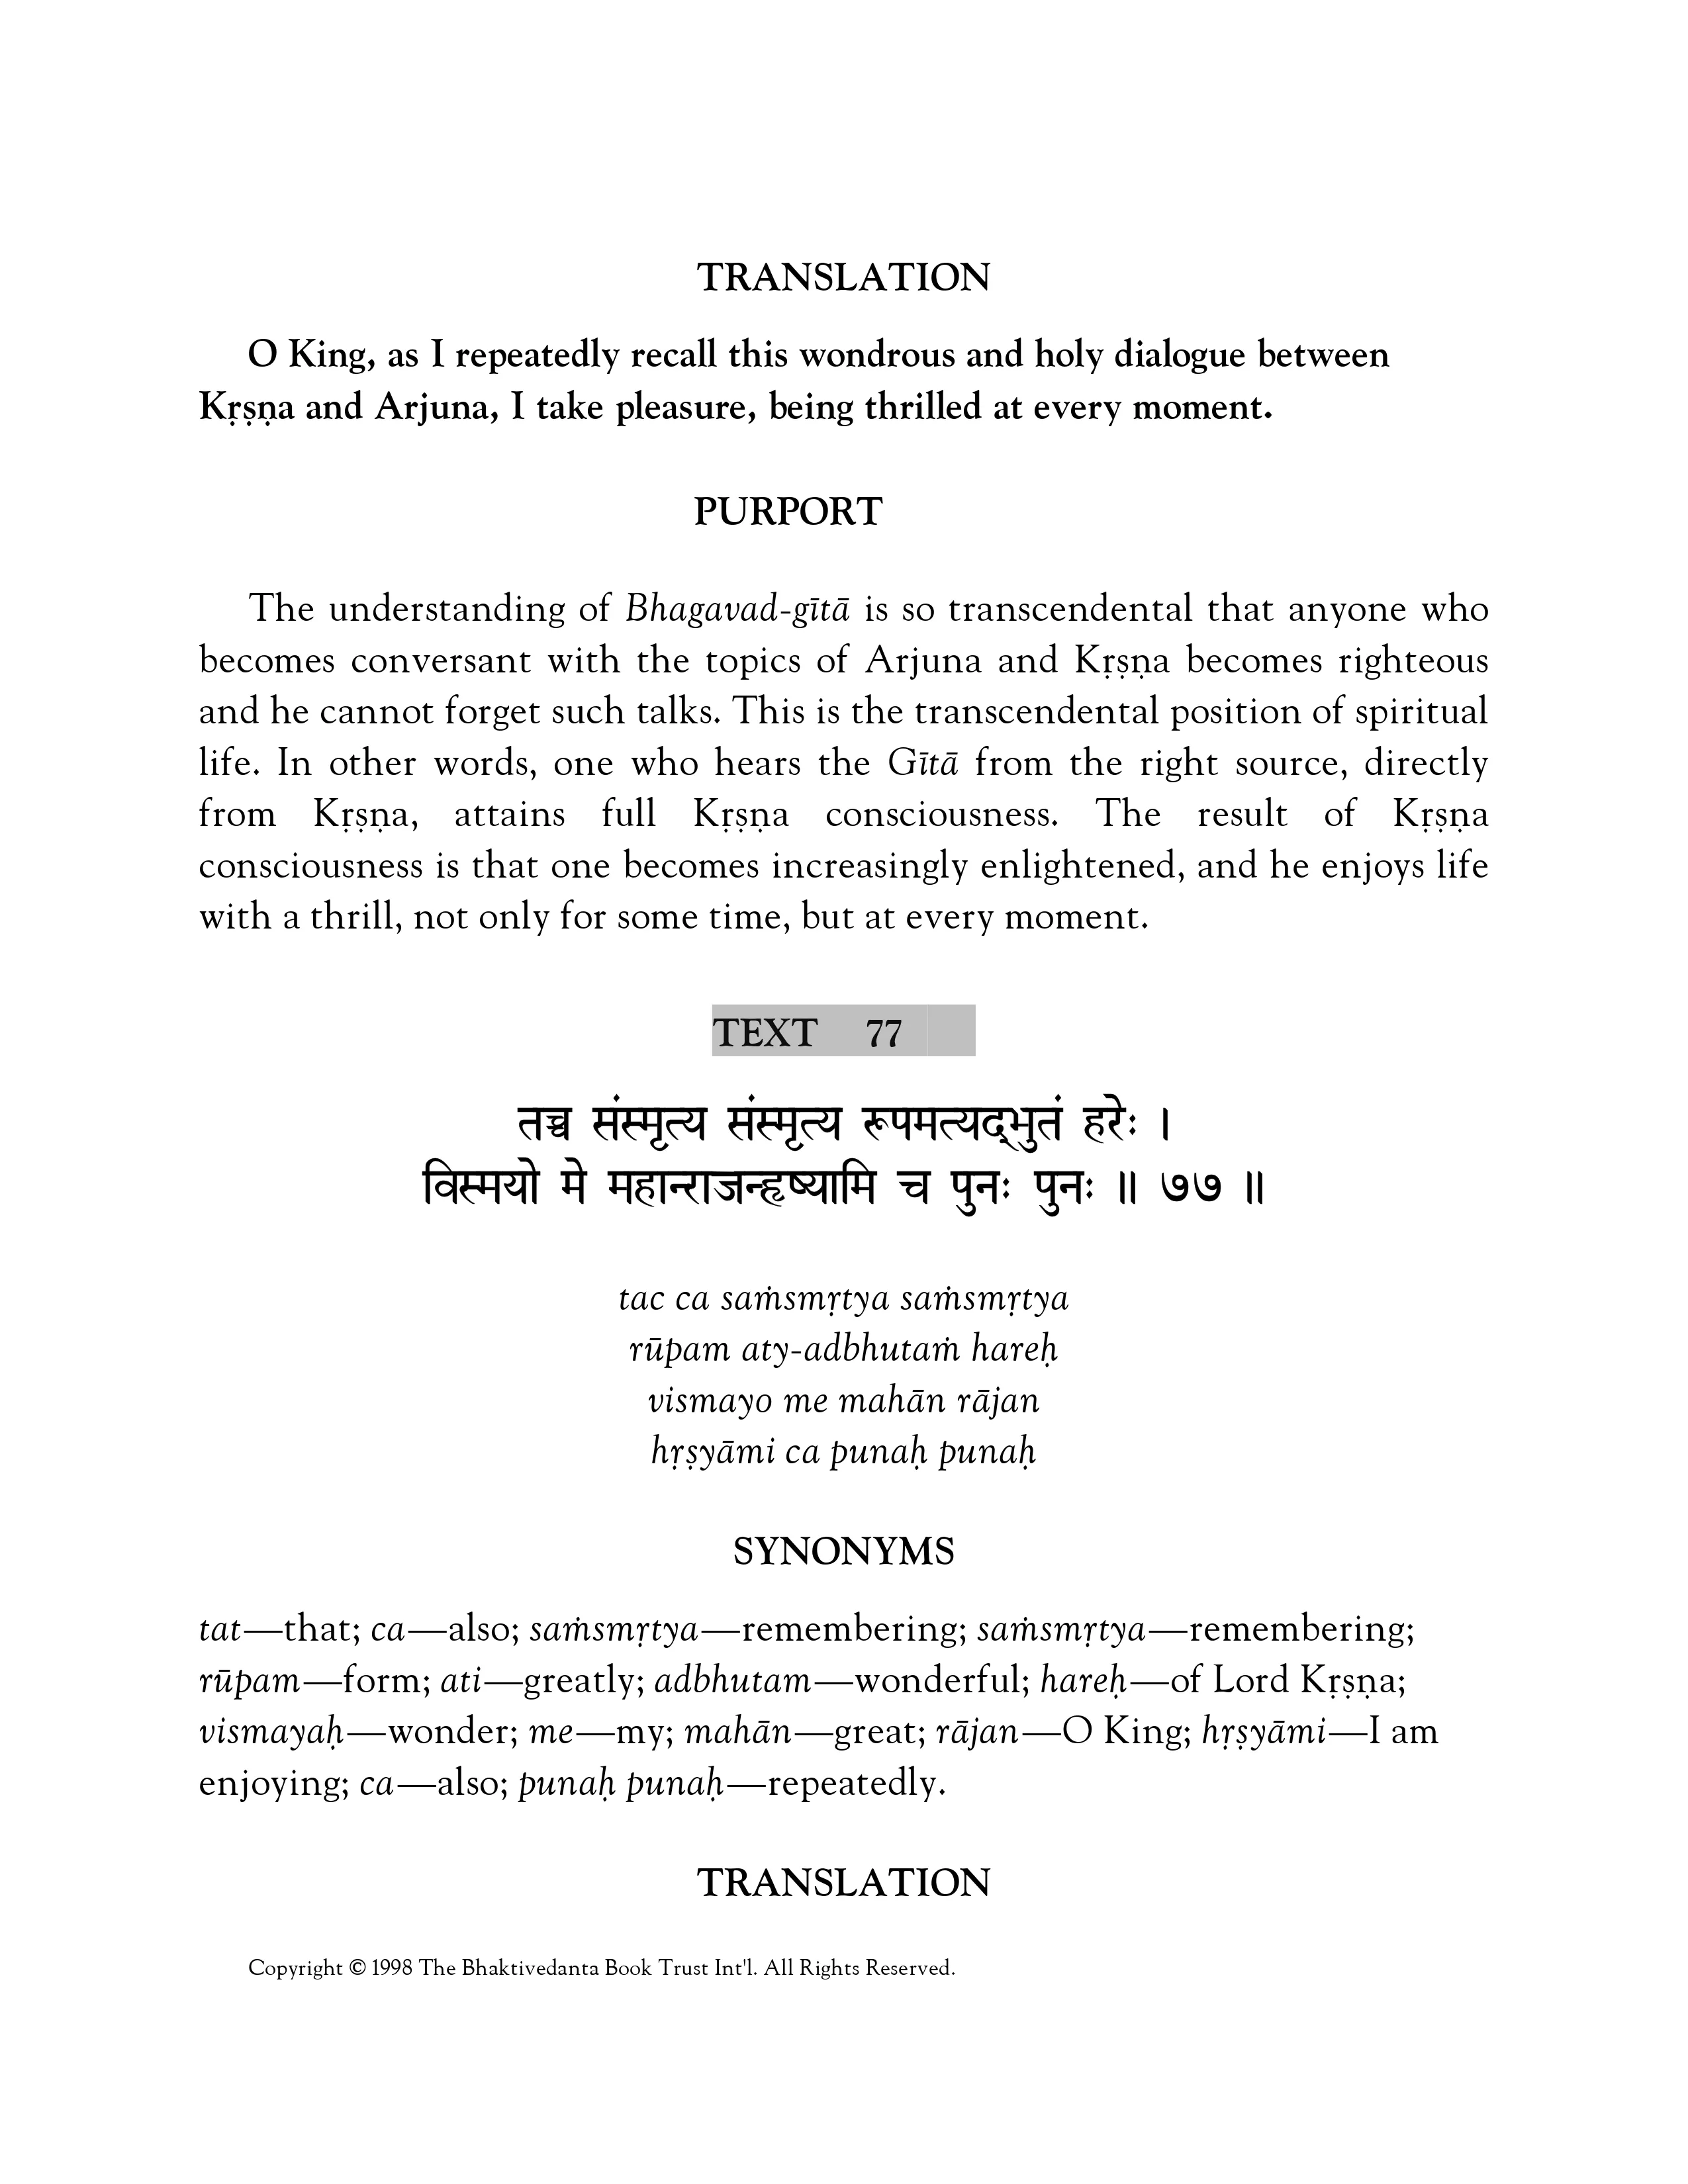 TRANSLATION
O King, as I repeatedly recall this wondrous and holy dialogue between
Kṛṣṇa and Arjuna, I take pleasure, being thrilled at every moment.
PURPORT
The understanding of Bhagavad-gītā is so transcendental that anyone who
becomes conversant with the topics of Arjuna and Kṛṣṇa becomes righteous
and he cannot forget such talks. This is the transcendental position of spiritual
life. In other words, one who hears the Gītā from the right source, directly
from Kṛṣṇa, attains full Kṛṣṇa consciousness. The result of Kṛṣṇa
consciousness is that one becomes increasingly enlightened, and he enjoys life
with a thrill, not only for some time, but at every moment.
TEXT 77
तच्च संस्मृत्य संस्मृत्य रूपमत्यद्भुतं हरेः ।
विस्मयो मे महान्राजन्हृष्यामि च पुनः पुनः ॥ ७७ ॥
tac ca saṁsmṛtya saṁsmṛtya
rūpam aty-adbhutaṁ hareḥ
vismayo me mahān rājan
hṛṣyāmi ca punaḥ punaḥ
SYNONYMS
tat—that; ca—also; saṁsmṛtya—remembering; saṁsmṛtya—remembering;
rūpam—form; ati—greatly; adbhutam—wonderful; hareḥ—of Lord Kṛṣṇa;
vismayaḥ—wonder; me—my; mahān—great; rājan—O King; hṛṣyāmi—I am
enjoying; ca—also; punaḥ punaḥ—repeatedly.
TRANSLATION
Copyright © 1998 The Bhaktivedanta Book Trust Int'l. All Rights Reserved.